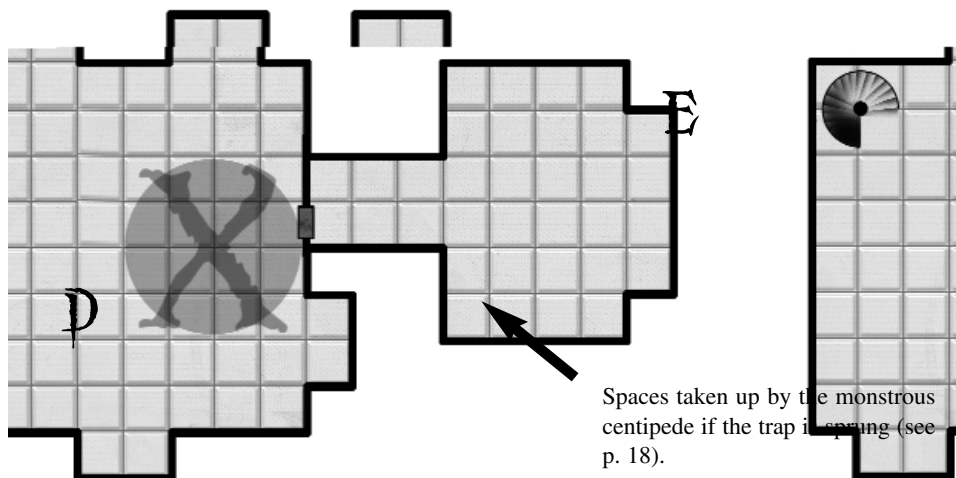 E
D
Spaces taken up by the monstrous
centipede if the trap is sprung (see
p. 18).